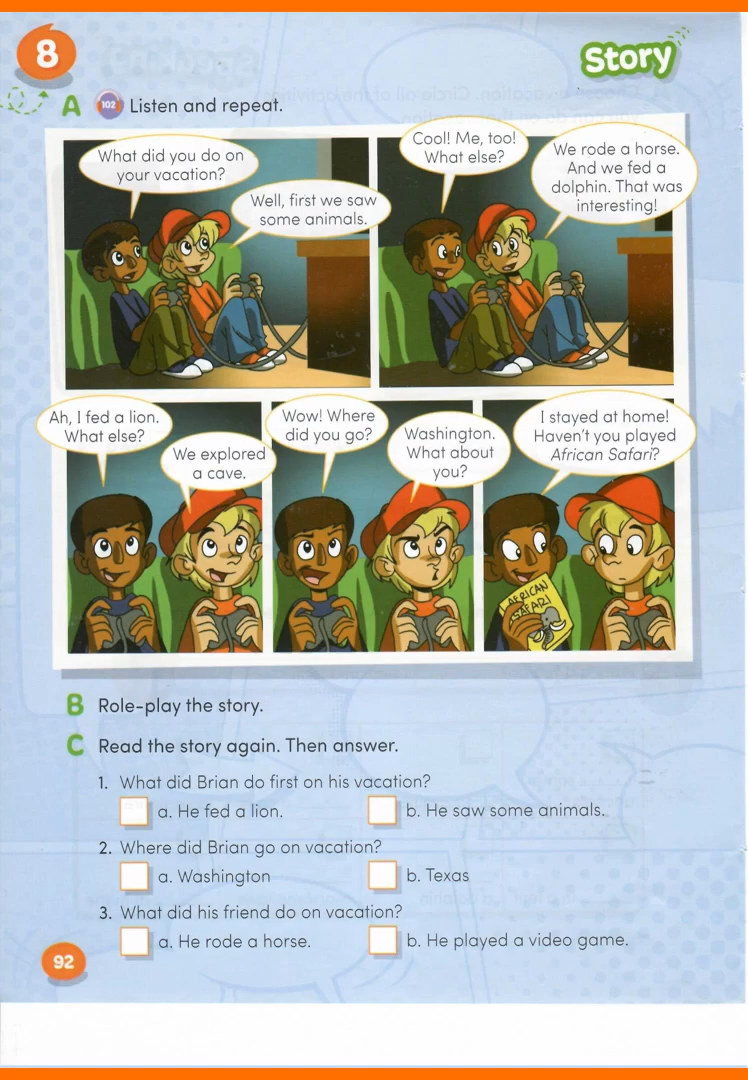 8
Story
A 102 Listen and repeat.
What did you do on
your vacation?
Well, first we saw
some animals.
Cool! Me, too!
What else?
We rode a horse.
And we fed a
dolphin. That was
interesting!
Ah, I fed a lion.
What else?
We explored
a cave.
Wow! Where
did you go?
Washington.
What about
you?
I stayed at home!
Haven't you played
African Safari?
AFRICAN
SAFARI
B Role-play the story.
C Read the story again. Then answer.
1. What did Brian do first on his vacation?
a. He fed a lion. b. He saw some animals.
2. Where did Brian go on vacation?
a. Washington b. Texas
3. What did his friend do on vacation?
a. He rode a horse. b. He played a video game.
92